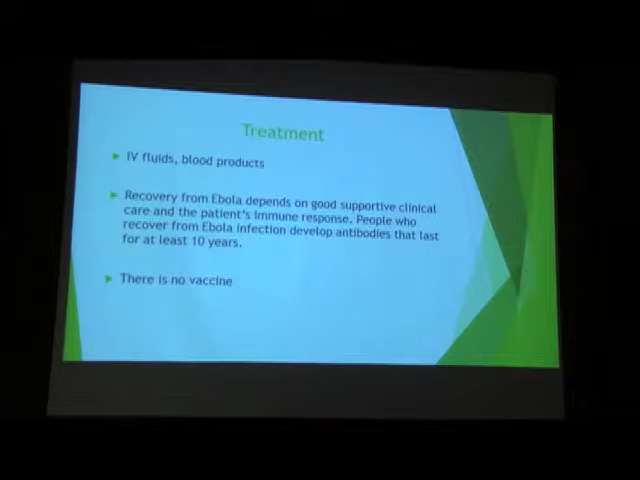 Treatment
IV fluids, blood products
Recovery from Ebola depends on good supportive clinical
care and the patient's immune response. People who
recover from Ebola infection develop antibodies that last
for at least 10 years.
There is no vaccine